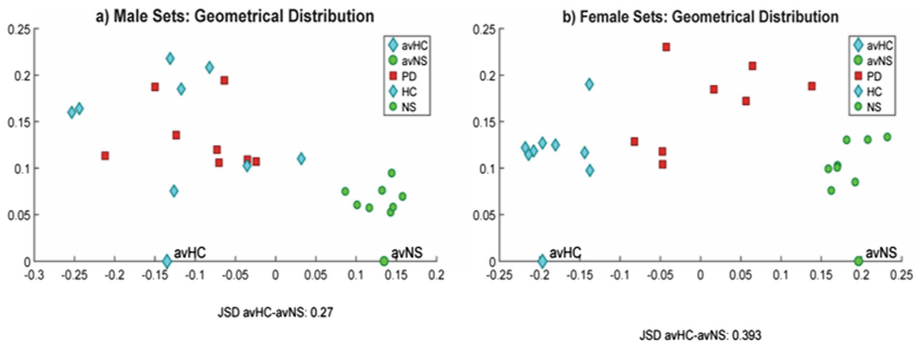 a) Male Sets: Geometrical Distribution
0.25
0.2
0.15
0.1
0.05
0
-0.3 -0.25 -0.2 -0.15 -0.1 -0.05 0 0.05 0.1 0.15 0.2
avHC
avNS
PD
HC
NS
avHC
avNS
JSD avHC-avNS: 0.27
b) Female Sets: Geometrical Distribution
0.25
0.2
0.15
0.1
0.05
0
-0.25 -0.2 -0.15 -0.1 -0.05 0 0.05 0.1 0.15 0.2 0.25
avHC
avNS
PD
HC
NS
avHC
avNS
JSD avHC-avNS: 0.393